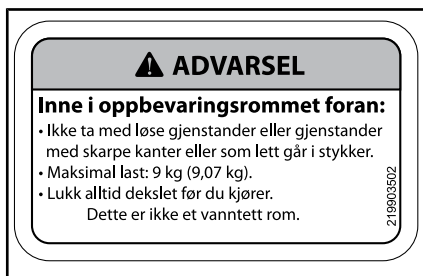 ⚠ ADVARSEL
Inne i oppbevaringsrommet foran:
• Ikke ta med løse gjenstander eller gjenstander
med skarpe kanter eller som lett går i stykker.
• Maksimal last: 9 kg (9,07 kg).
• Lukk alltid dekslet før du kjører.
Dette er ikke et vanntett rom.
219903502